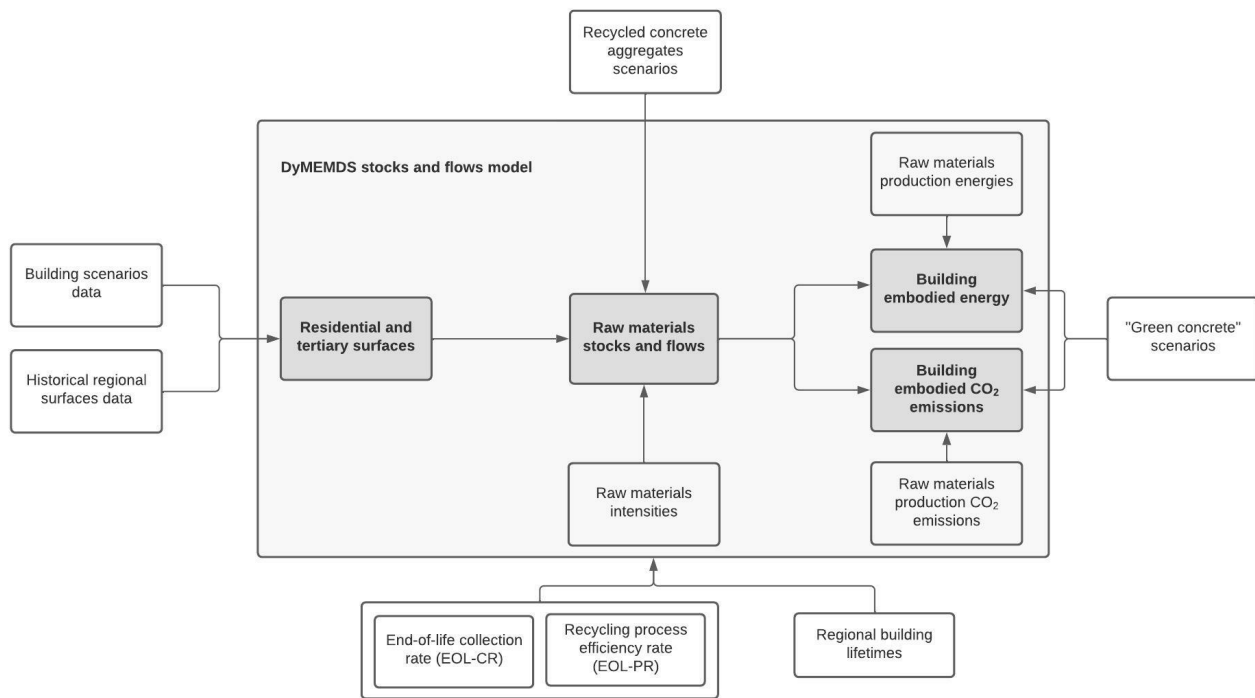 Recycled concrete
aggregates
scenarios
DyMEMDS stocks and flows model
Raw materials
production energies
Building scenarios
data
Historical regional
surfaces data
Residential and
tertiary surfaces
Raw materials
stocks and flows
Building
embodied energy
Building
embodied CO₂
emissions
"Green concrete"
scenarios
Raw materials
intensities
Raw materials
production CO₂
emissions
End-of-life collection
rate (EOL-CR)
Recycling process
efficiency rate
(EOL-PR)
Regional building
lifetimes